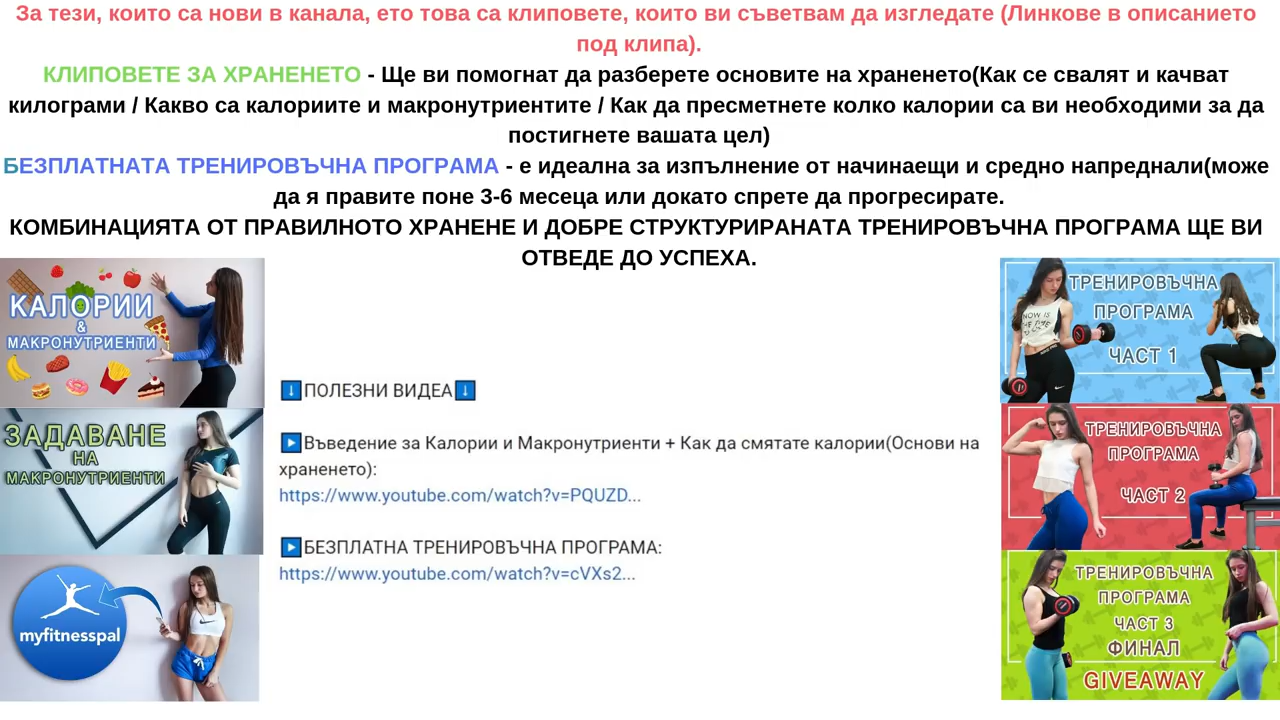 За тези, които са нови в канала, ето това са клиповете, които ви съветвам да изгледате (Линкове в описанието
под клипа).
КЛИПОВЕТЕ ЗА ХРАНЕНЕТО - Ще ви помогнат да разберете основите на храненето(Как се свалят и качват
килограми / Какво са калориите и макронутриентите / Как да пресметнете колко калории са ви необходими за да
постигнете вашата цел)
БЕЗПЛАТНАТА ТРЕНИРОВЪЧНА ПРОГРАМА - е идеална за изпълнение от начинаещи и средно напреднали(може
да я правите поне 3-6 месеца или докато спрете да прогресирате.
КОМБИНАЦИЯТА ОТ ПРАВИЛНОТО ХРАНЕНЕ И ДОБРЕ СТРУКТУРИРАНАТА ТРЕНИРОВЪЧНА ПРОГРАМА ЩЕ ВИ
ОТВЕДЕ ДО УСПЕХА.
КАЛОРИИ
&
МАКРОНУТРИЕНТИ
ЗАДАВАНЕ
НА
МАКРОНУТРИЕНТИ
myfitnesspal
ПОЛЕЗНИ ВИДЕА
Въведение за Калории и Макронутриенти + Как да смятате калории(Основи на
храненето):
https://www.youtube.com/watch?v=PQUZD...
БЕЗПЛАТНА ТРЕНИРОВЪЧНА ПРОГРАМА:
https://www.youtube.com/watch?v=cVXs2...
ТРЕНИРОВЪЧНА
ПРОГРАМА
ЧАСТ 1
NOW IS
ТРЕНИРОВЪЧНА
ПРОГРАМА
ЧАСТ 2
ТРЕНИРОВЪЧНА
ПРОГРАМА
ЧАСТ 3
ФИНАЛ
GIVEAWAY